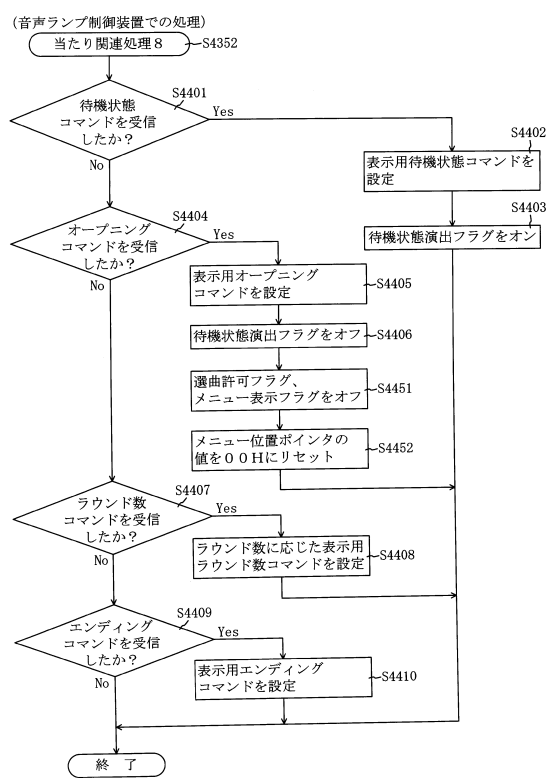 (音声ランプ制御装置での処理)
当たり関連処理8
S4352
待機状態
コマンドを受信
したか?
S4401
Yes
No
S4402
表示用待機状態コマンドを
設定
S4403
待機状態演出フラグをオン
オープニング
コマンドを受信
したか?
S4404
Yes
No
表示用オープニング
コマンドを設定
S4405
待機状態演出フラグをオフ
S4406
選曲許可フラグ、
メニュー表示フラグをオフ
S4451
メニュー位置ポインタの
値を00Hにリセット
S4452
ラウンド数
コマンドを受信
したか?
S4407
Yes
No
ラウンド数に応じた表示用
ラウンド数コマンドを設定
S4408
エンディング
コマンドを受信
したか?
S4409
Yes
No
表示用エンディング
コマンドを設定
S4410
終 了